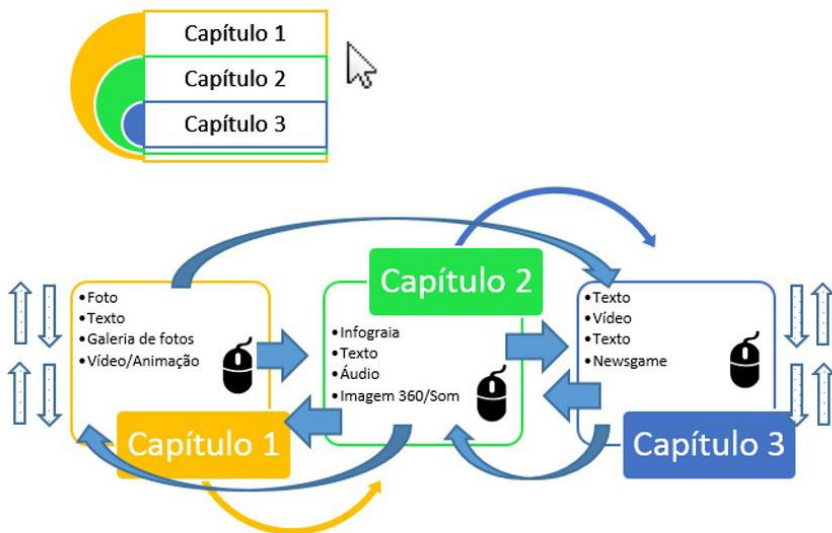 Capítulo 1
Capítulo 2
Capítulo 3
•Foto
•Texto
•Galeria de fotos
•Vídeo/Animação
Capítulo 1
Capítulo 2
•Infograia
•Texto
•Áudio
•Imagem 360/Som
•Texto
•Vídeo
•Texto
•Newsgame
Capítulo 3